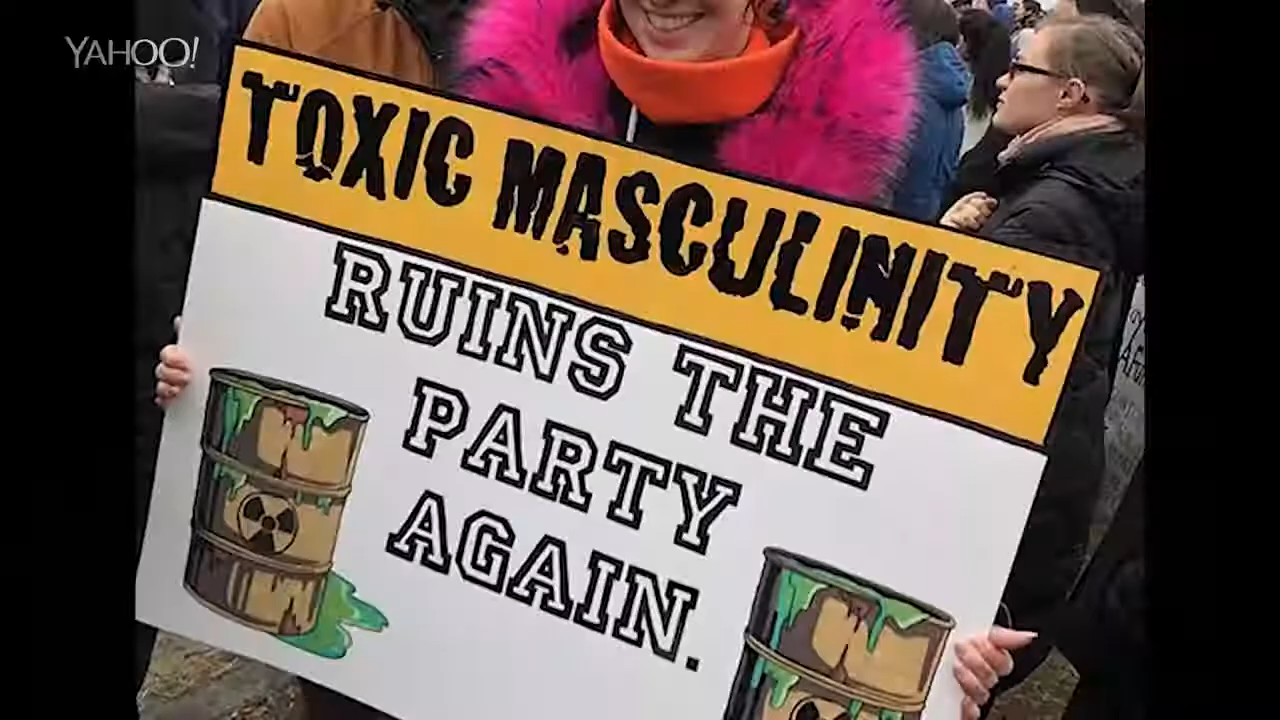 YAHOO!
TOXIC MASCULINITY
RUINS THE
PARTY
AGAIN.